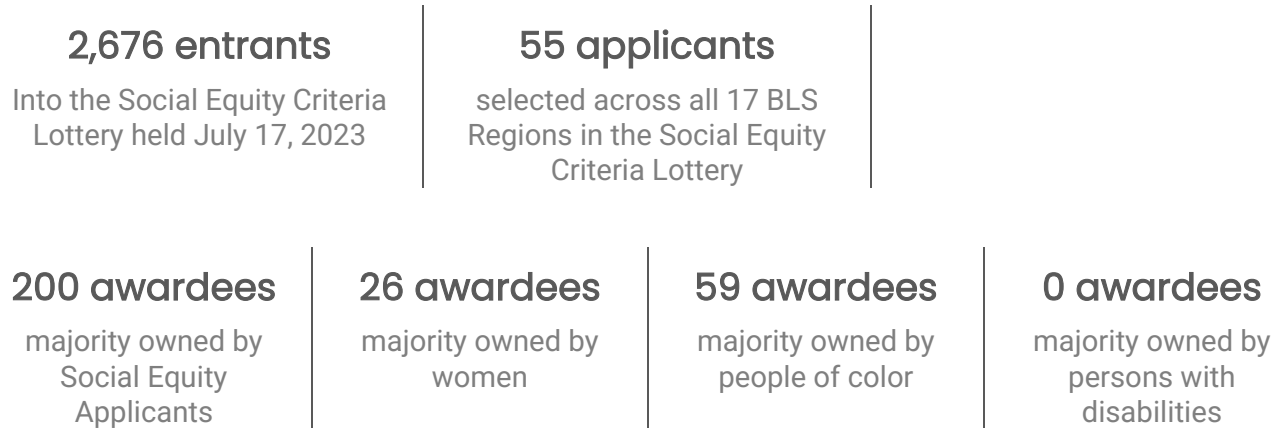 2,676 entrants
Into the Social Equity Criteria
Lottery held July 17, 2023
55 applicants
selected across all 17 BLS
Regions in the Social Equity
Criteria Lottery
200 awardees
majority owned by
Social Equity
Applicants
26 awardees
majority owned by
women
59 awardees
majority owned by
people of color
0 awardees
majority owned by
persons with
disabilities